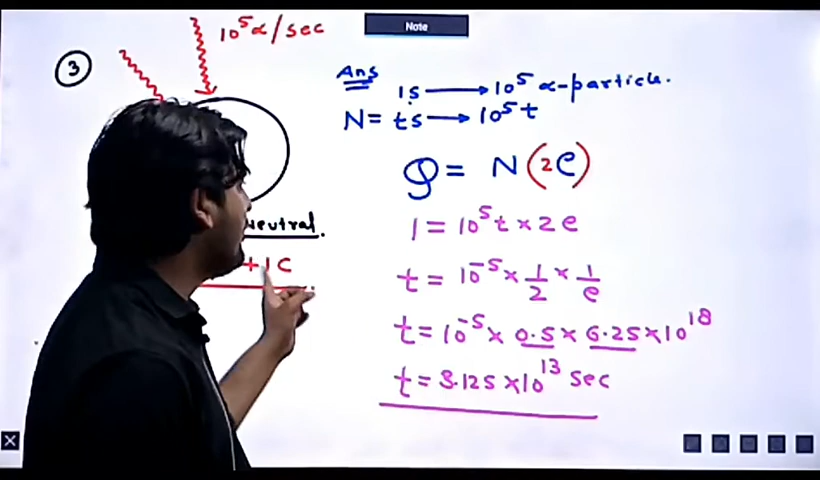 Note
10⁵α/sec
3
Ans
1s → 10⁵ α-particle.
N = ts → 10⁵t
Q = N(2e)
1 = 10⁵t × 2e
Neutral.
+1C
t = 10⁻⁵ × 1/2 × 1/e
t = 10⁻⁵ × 0.5 × 6.25 × 10¹⁸
t = 3.125 × 10¹³ sec